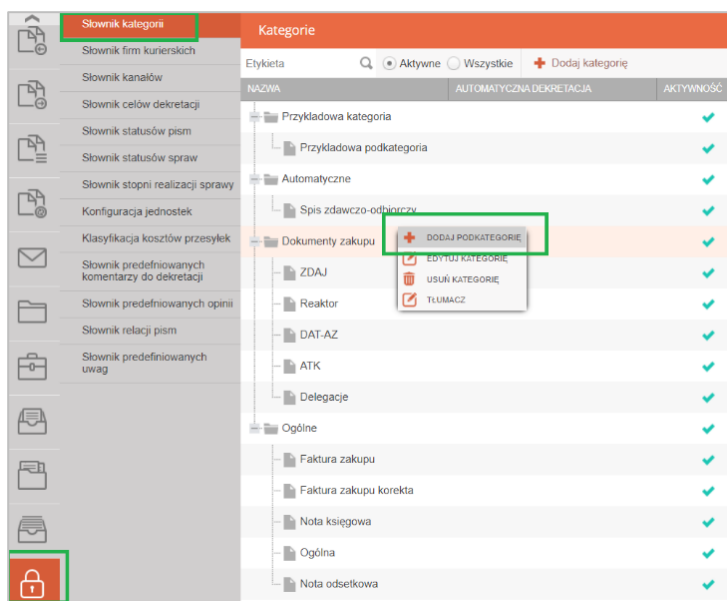 Słownik kategorii
Słownik firm kurierskich
Słownik kanałów
Słownik celów dekretacji
Słownik statusów pism
Słownik statusów spraw
Słownik stopni realizacji sprawy
Konfiguracja jednostek
Klasyfikacja kosztów przesyłek
Słownik predefniowanych
komentarzy do dekretacji
Słownik predefniowanych opinii
Słownik relacji pism
Słownik predefiniowanych
uwag
Kategorie
Etykieta Aktywne Wszystkie Dodaj kategorię
NAZWA AUTOMATYCZNA DEKRETACJA AKTYWNOŚĆ
Przykladowa kategoria
Przykladowa podkategoria
Automatyczne
Spis zdawczo-odbiorczy
Dokumenty zakupu
DODAJ PODKATEGORIĘ
EDYTUJ KATEGORIĘ
USUŃ KATEGORIĘ
TŁUMACZ
ZDAJ
Reaktor
DAT-AZ
ATK
Delegacje
Ogólne
Faktura zakupu
Faktura zakupu korekta
Nota księgowa
Ogólna
Nota odsetkowa